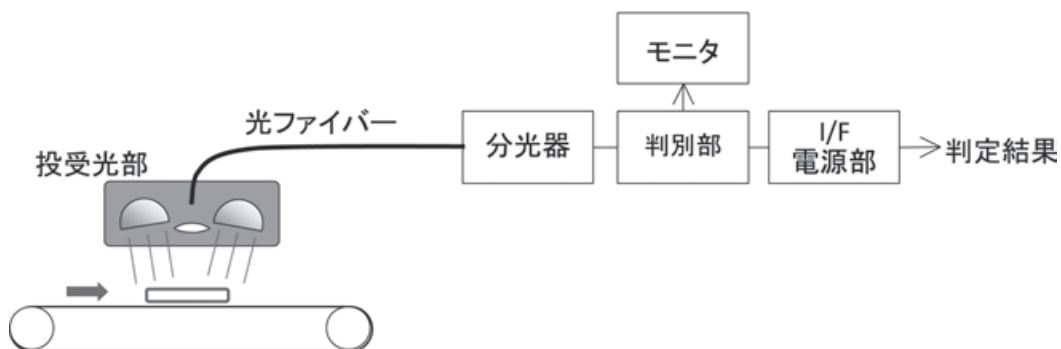 モニタ
光ファイバー
分光器
判別部
I/F
電源部
判定結果
投受光部